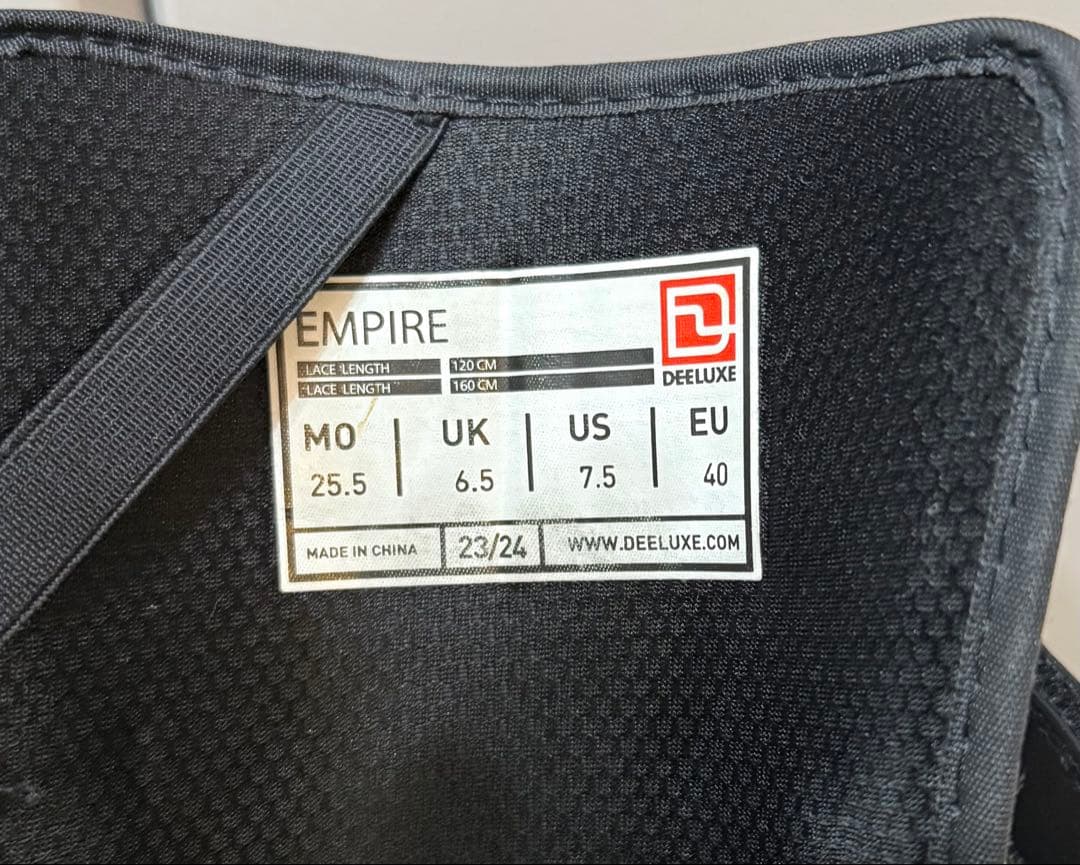 EMPIRE
LACE LENGTH 120 CM
LACE LENGTH 160 CM
DEELUXE
MO UK US EU
25.5 6.5 7.5 40
MADE IN CHINA 23/24 WWW.DEELUXE.COM